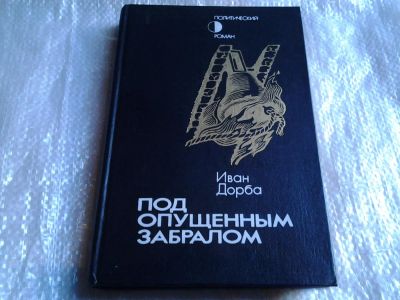 ПОЛИТИЧЕСКИЙ
РОМАН
Иван
Дорба
ПОД
ОПУЩЕННЫМ
ЗАБРАЛОМ